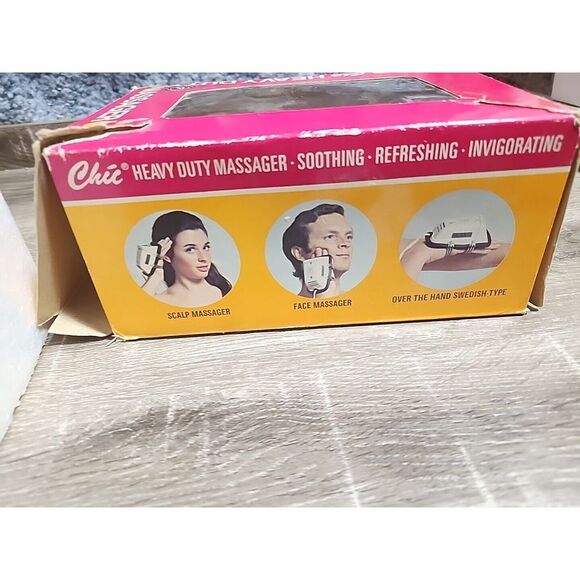 Chic® HEAVY DUTY MASSAGER · SOOTHING · REFRESHING · INVIGORATING
SCALP MASSAGER
FACE MASSAGER
OVER THE HAND SWEDISH-TYPE